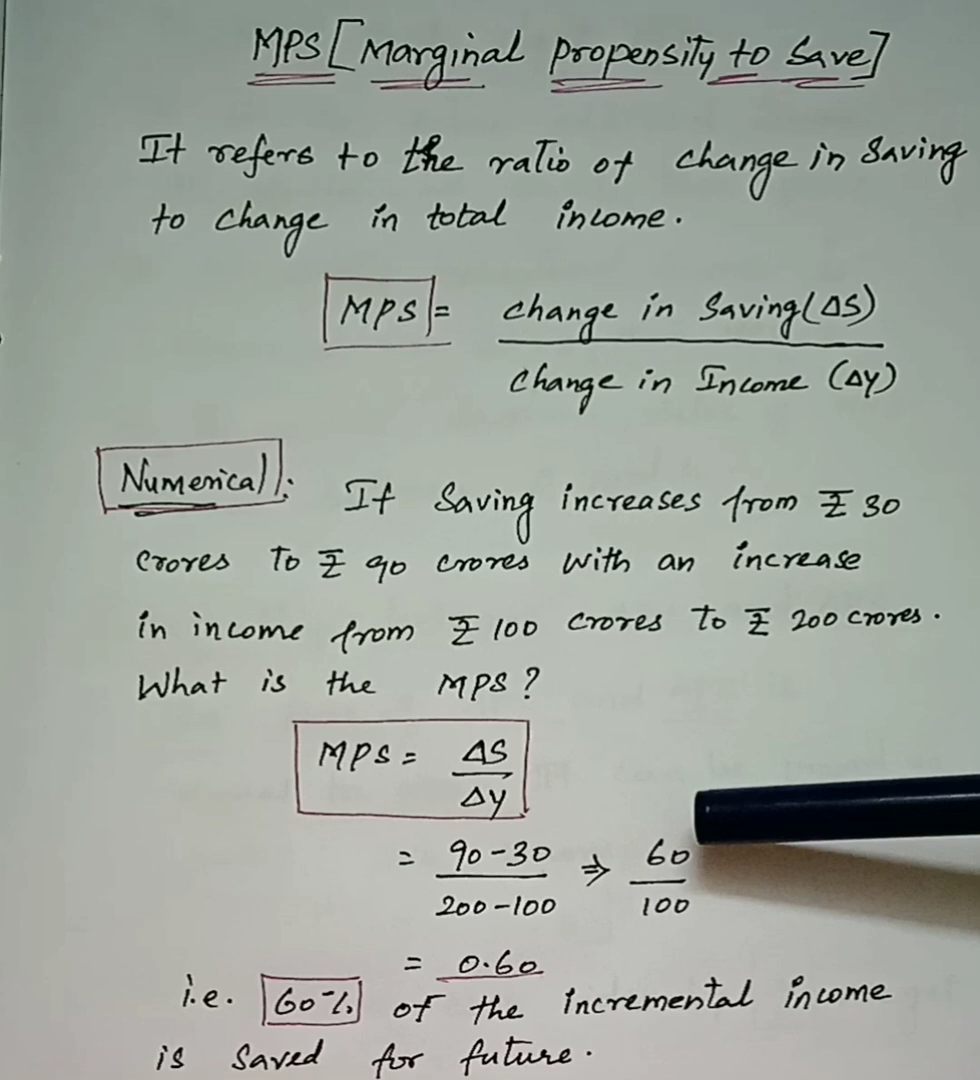 MPS [Marginal Propensity to Save]
It refers to the ratio of change in saving
to change in total income.
MPS = change in Saving (ΔS)
change in Income (ΔY)
Numerical: If Saving increases from ₹ 30
crores to ₹ 90 crores with an increase
in income from ₹ 100 crores to ₹ 200 crores.
What is the MPS?
MPS = ΔS
ΔY
= 90-30 ⇒ 60
200-100 100
= 0.60
i.e. 60% of the incremental income
is saved for future.